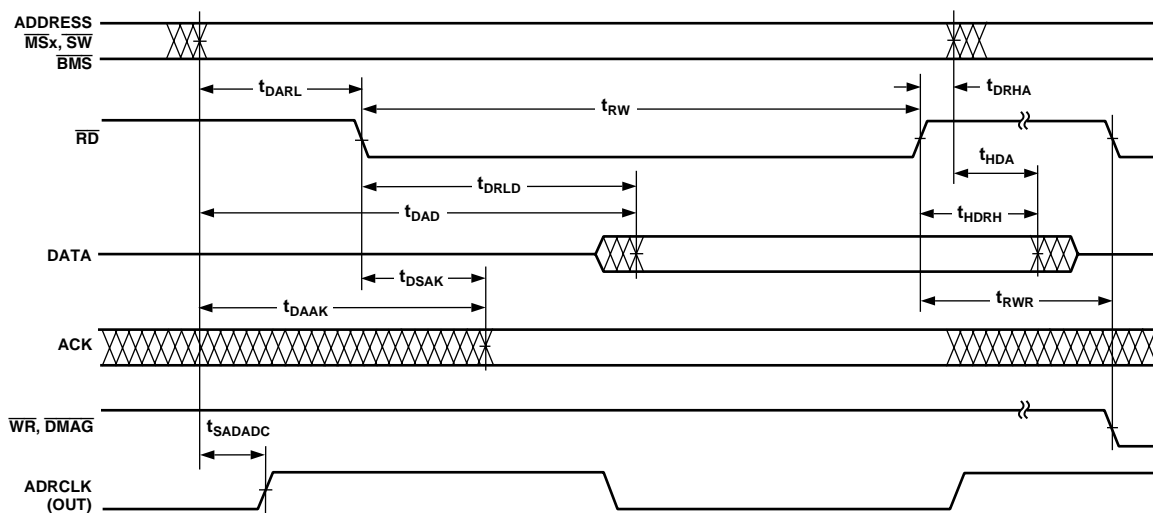 ADDRESS
MSx, SW
BMS
tDARL
tRW
tDRHA
RD
tHDA
tDRLD
tDAD
tHDRH
DATA
tDSAK
tDAAK
tRWR
ACK
WR, DMAG
tSADADC
ADRCLK
(OUT)